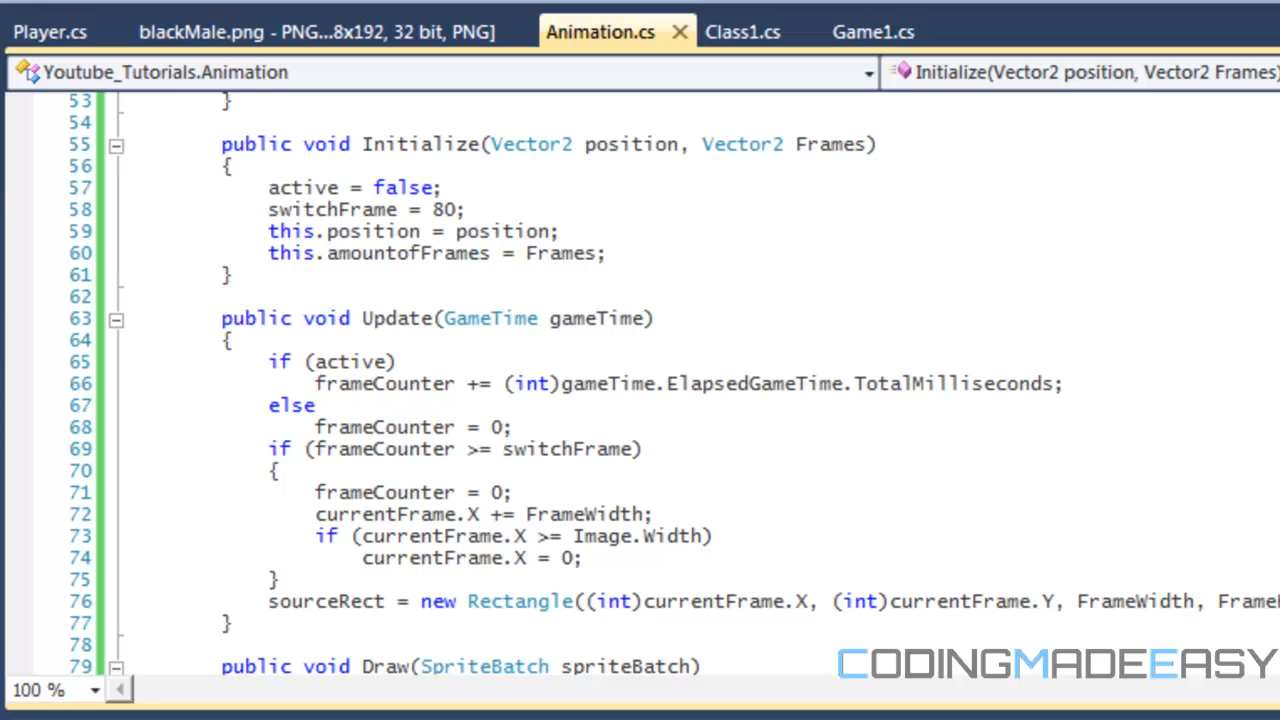 Player.cs blackMale.png - PNG...8x192, 32 bit, PNG] Animation.cs Class1.cs Game1.cs
Youtube_Tutorials.Animation Initialize(Vector2 position, Vector2 Frames)
53 }
54
55 public void Initialize(Vector2 position, Vector2 Frames)
56 {
57 active = false;
58 switchFrame = 80;
59 this.position = position;
60 this.amountofFrames = Frames;
61 }
62
63 public void Update(GameTime gameTime)
64 {
65 if (active)
66 frameCounter += (int)gameTime.ElapsedGameTime.TotalMilliseconds;
67 else
68 frameCounter = 0;
69 if (frameCounter >= switchFrame)
70 {
71 frameCounter = 0;
72 currentFrame.X += FrameWidth;
73 if (currentFrame.X >= Image.Width)
74 currentFrame.X = 0;
75 }
76 sourceRect = new Rectangle((int)currentFrame.X, (int)currentFrame.Y, FrameWidth,
77 }
78
79 public void Draw(SpriteBatch spriteBatch)
CODINGMADEEASY
100 %